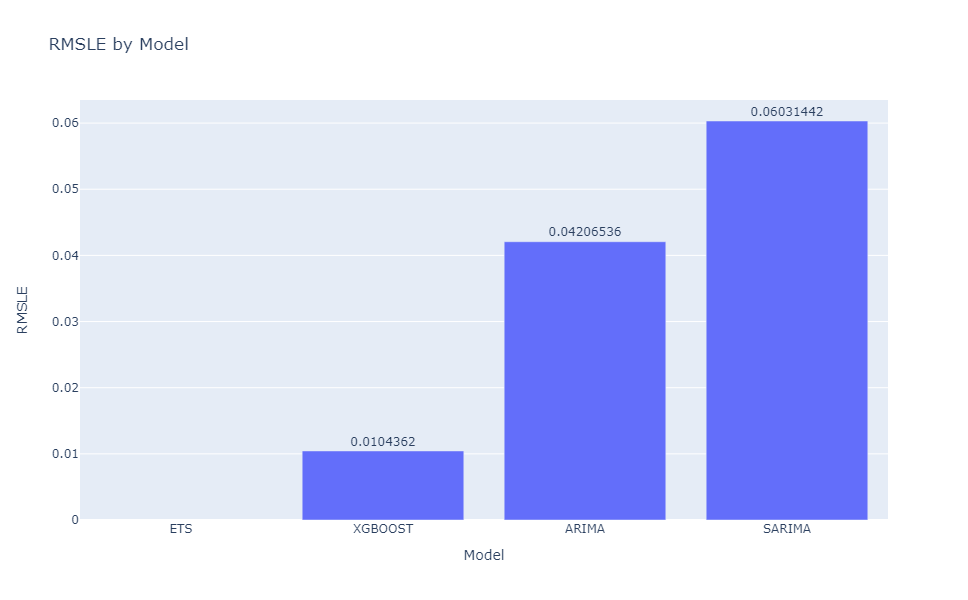 RMSLE by Model
RMSLE
0.06
0.05
0.04
0.03
0.02
0.01
0
0.0104362
0.04206536
0.06031442
ETS
XGBOOST
ARIMA
SARIMA
Model